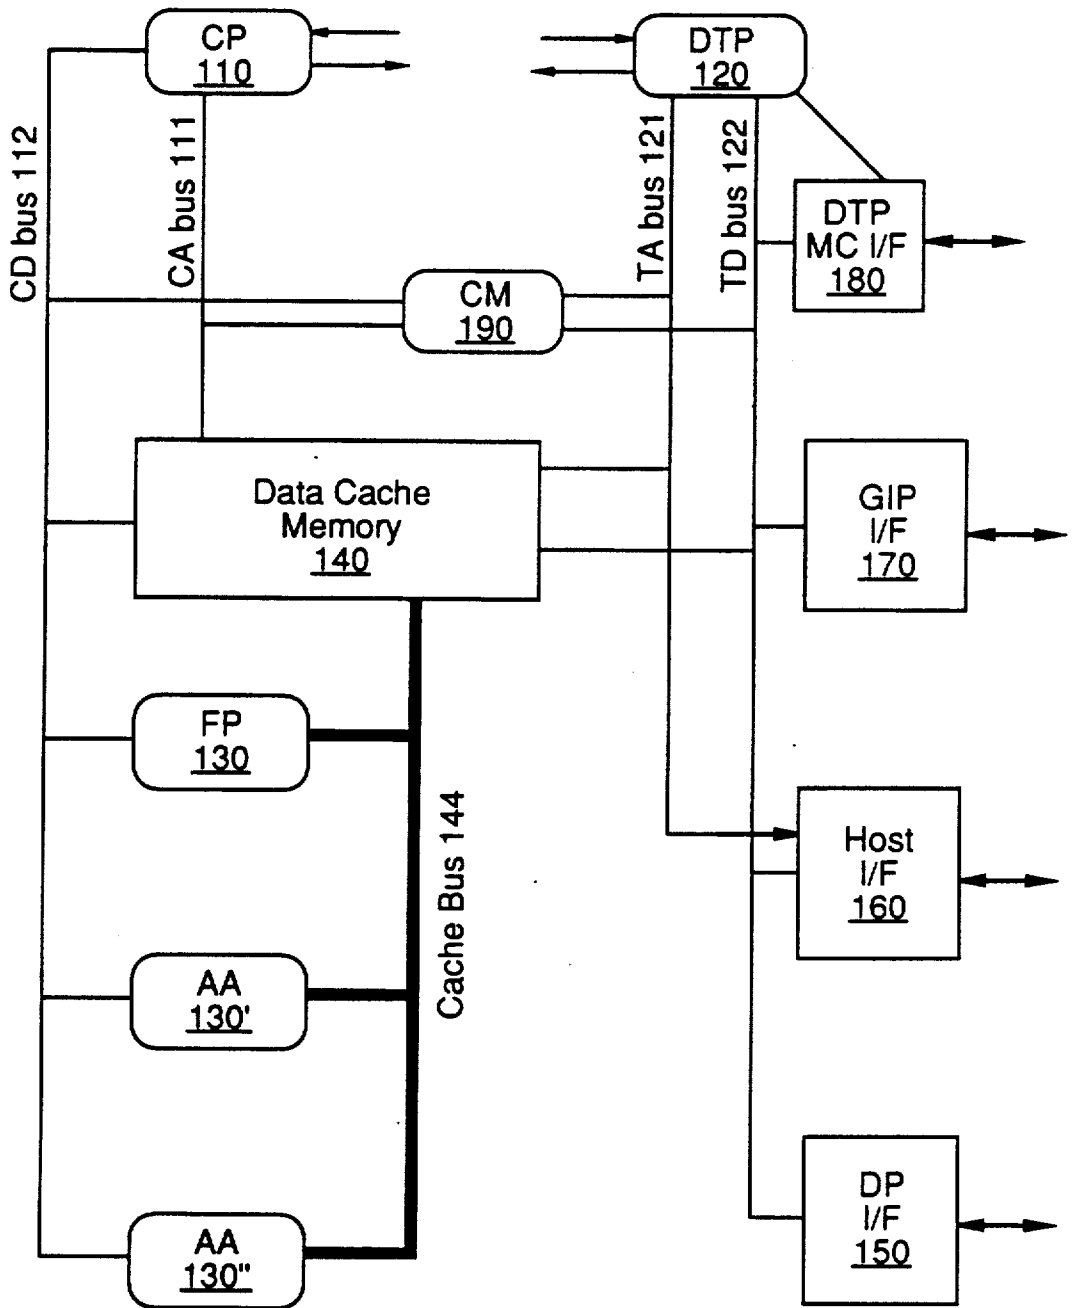 CP
110
DTP
120
CD bus 112
CA bus 111
TA bus 121
TD bus 122
DTP
MC I/F
180
CM
190
Data Cache
Memory
140
GIP
I/F
170
FP
130
Cache Bus 144
Host
I/F
160
AA
130'
DP
I/F
150
AA
130"